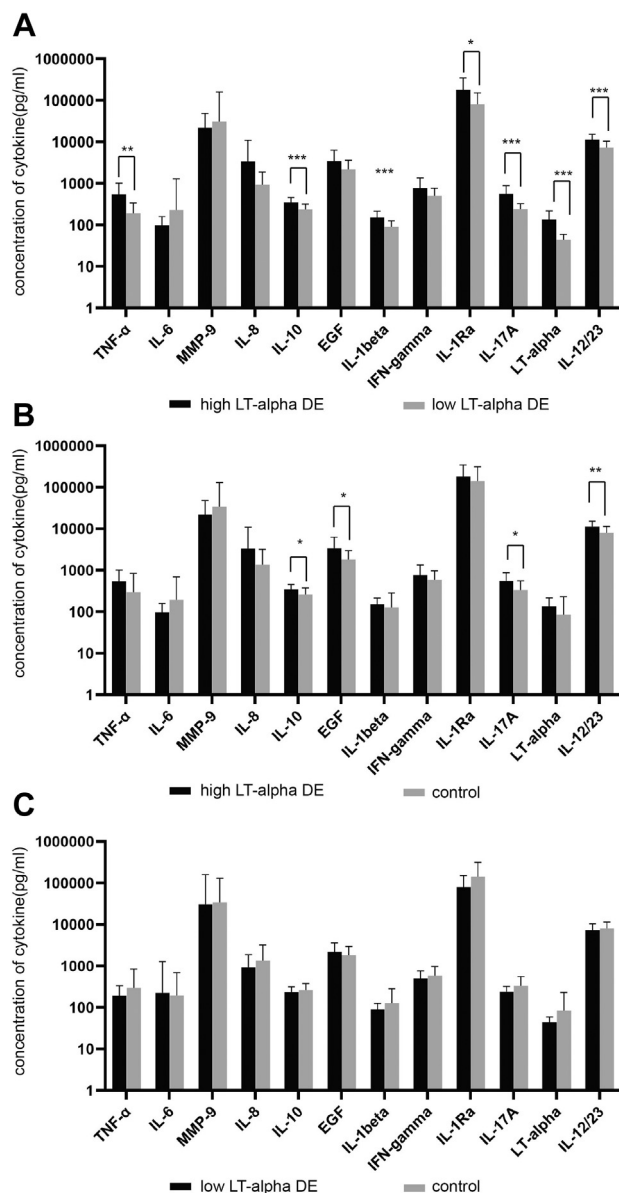 A
concentration of cytokine(pg/ml)
1000000
100000
10000
1000
100
10
1
**
***
***
*
***
***
***
TNF-α IL-6 MMP-9 IL-8 IL-10 EGF IL-1beta IFN-gamma IL-1Ra IL-17A LT-alpha IL-12/23
high LT-alpha DE low LT-alpha DE
B
concentration of cytokine(pg/ml)
1000000
100000
10000
1000
100
10
1
*
*
*
**
TNF-α IL-6 MMP-9 IL-8 IL-10 EGF IL-1beta IFN-gamma IL-1Ra IL-17A LT-alpha IL-12/23
high LT-alpha DE control
C
concentration of cytokine(pg/ml)
1000000
100000
10000
1000
100
10
1
TNF-α IL-6 MMP-9 IL-8 IL-10 EGF IL-1beta IFN-gamma IL-1Ra IL-17A LT-alpha IL-12/23
low LT-alpha DE control